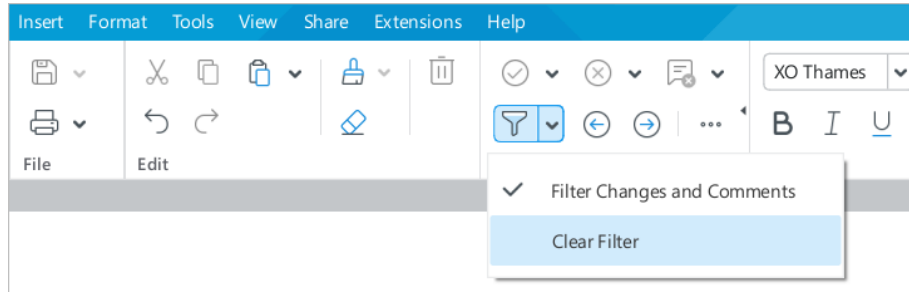 Insert Format Tools View Share Extensions Help
XO Thames
B I U
File Edit
Filter Changes and Comments
Clear Filter